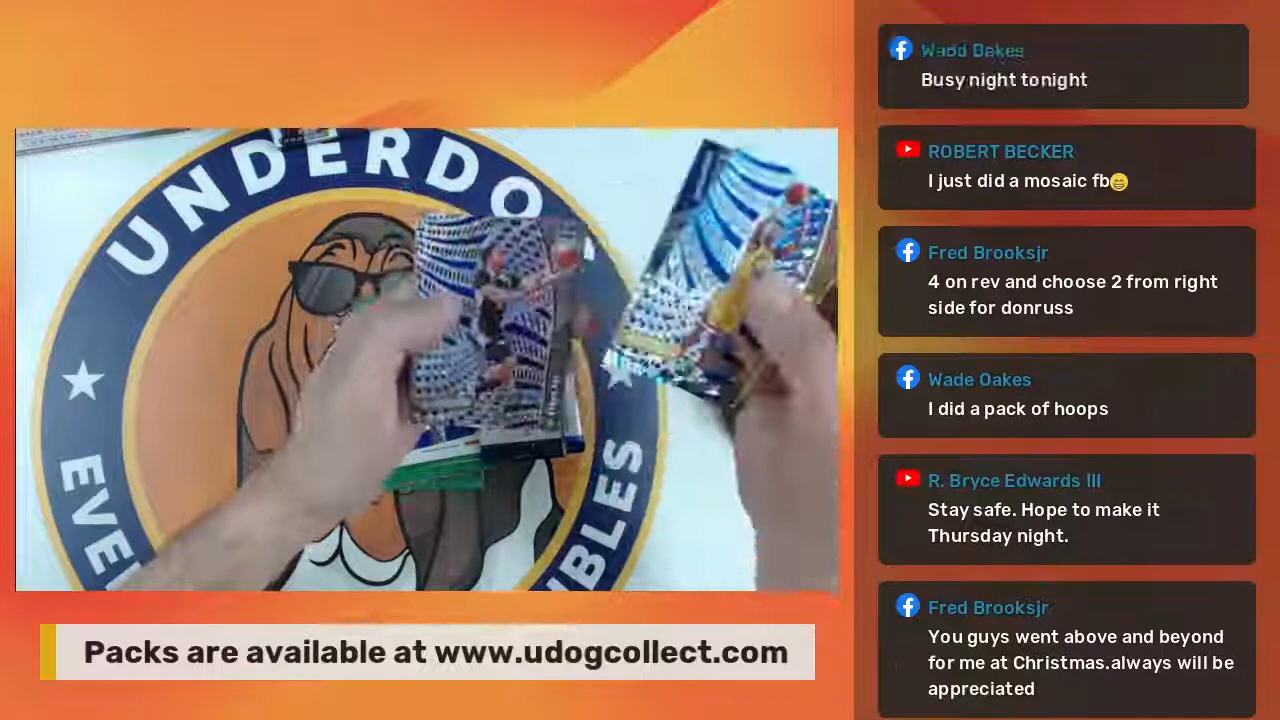 UNDERDO
EVE
IBLES
Packs are available at www.udogcollect.com
Busy night tonight
ROBERT BECKER
I just did a mosaic fb😁
Fred Brooksjr
4 on rev and choose 2 from right
side for donruss
Wade Oakes
I did a pack of hoops
R. Bryce Edwards III
Stay safe. Hope to make it
Thursday night.
Fred Brooksjr
You guys went above and beyond
for me at Christmas.always will be
appreciated